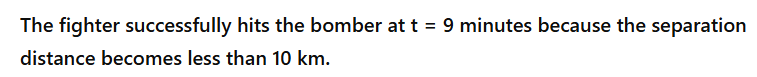 The fighter successfully hits the bomber at t = 9 minutes because the separation
distance becomes less than 10 km.